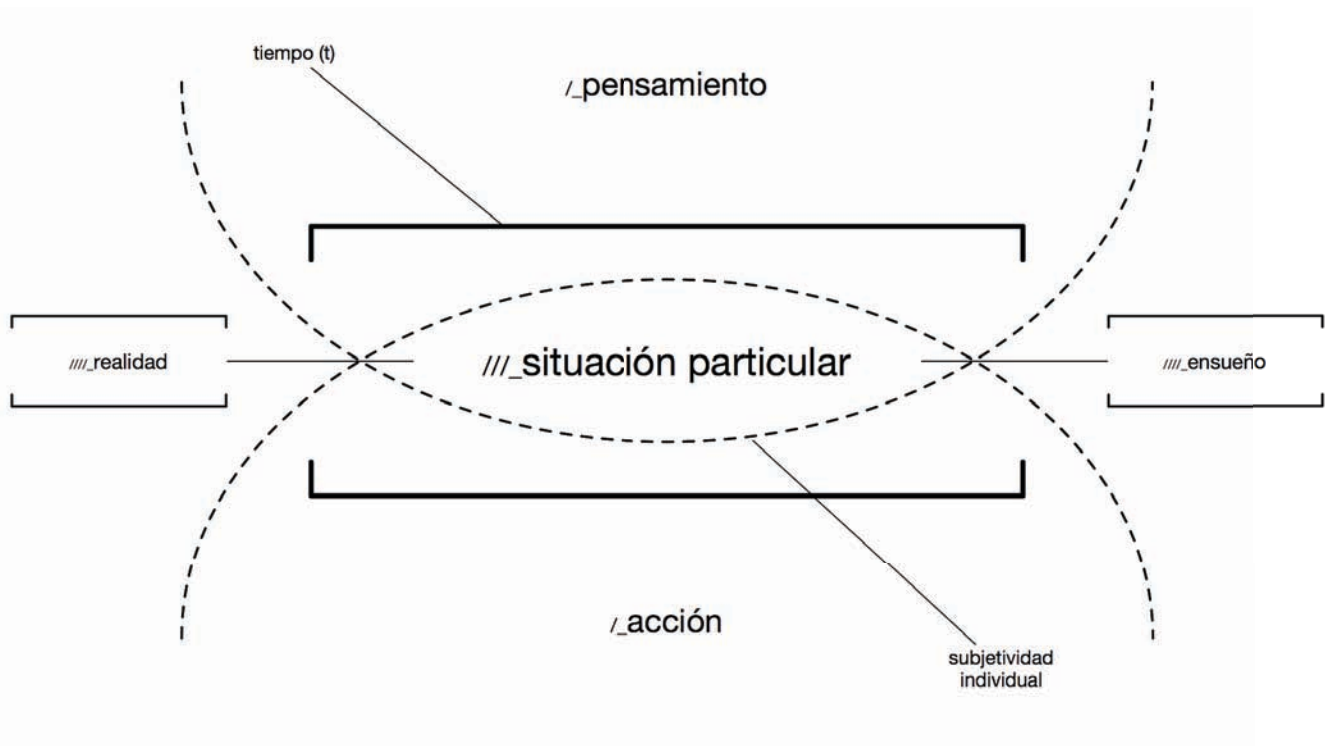 tiempo (t)
/_pensamiento
////_realidad
///_situación particular
////_ensueño
/_acción
subjetividad
individual